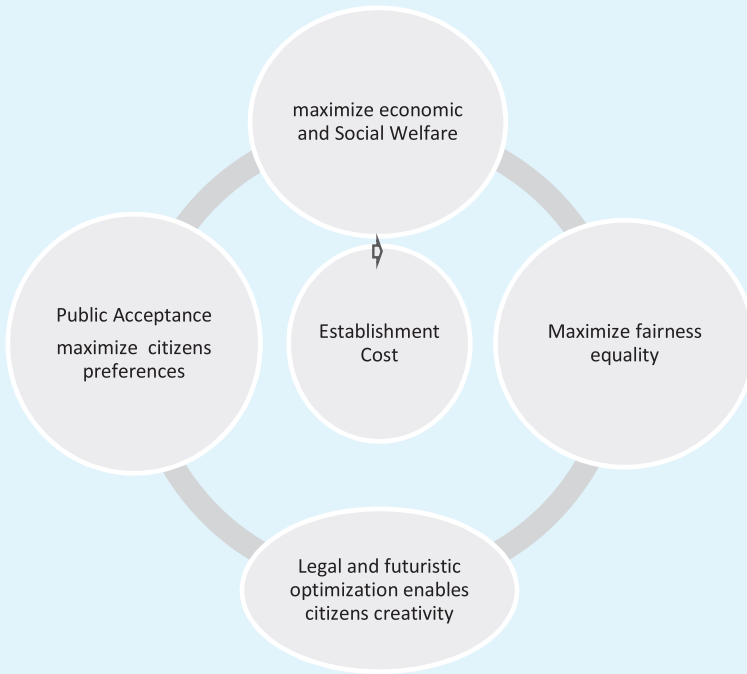 maximize economic
and Social Welfare
Public Acceptance
maximize citizens
preferences
Establishment
Cost
Maximize fairness
equality
Legal and futuristic
optimization enables
citizens creativity